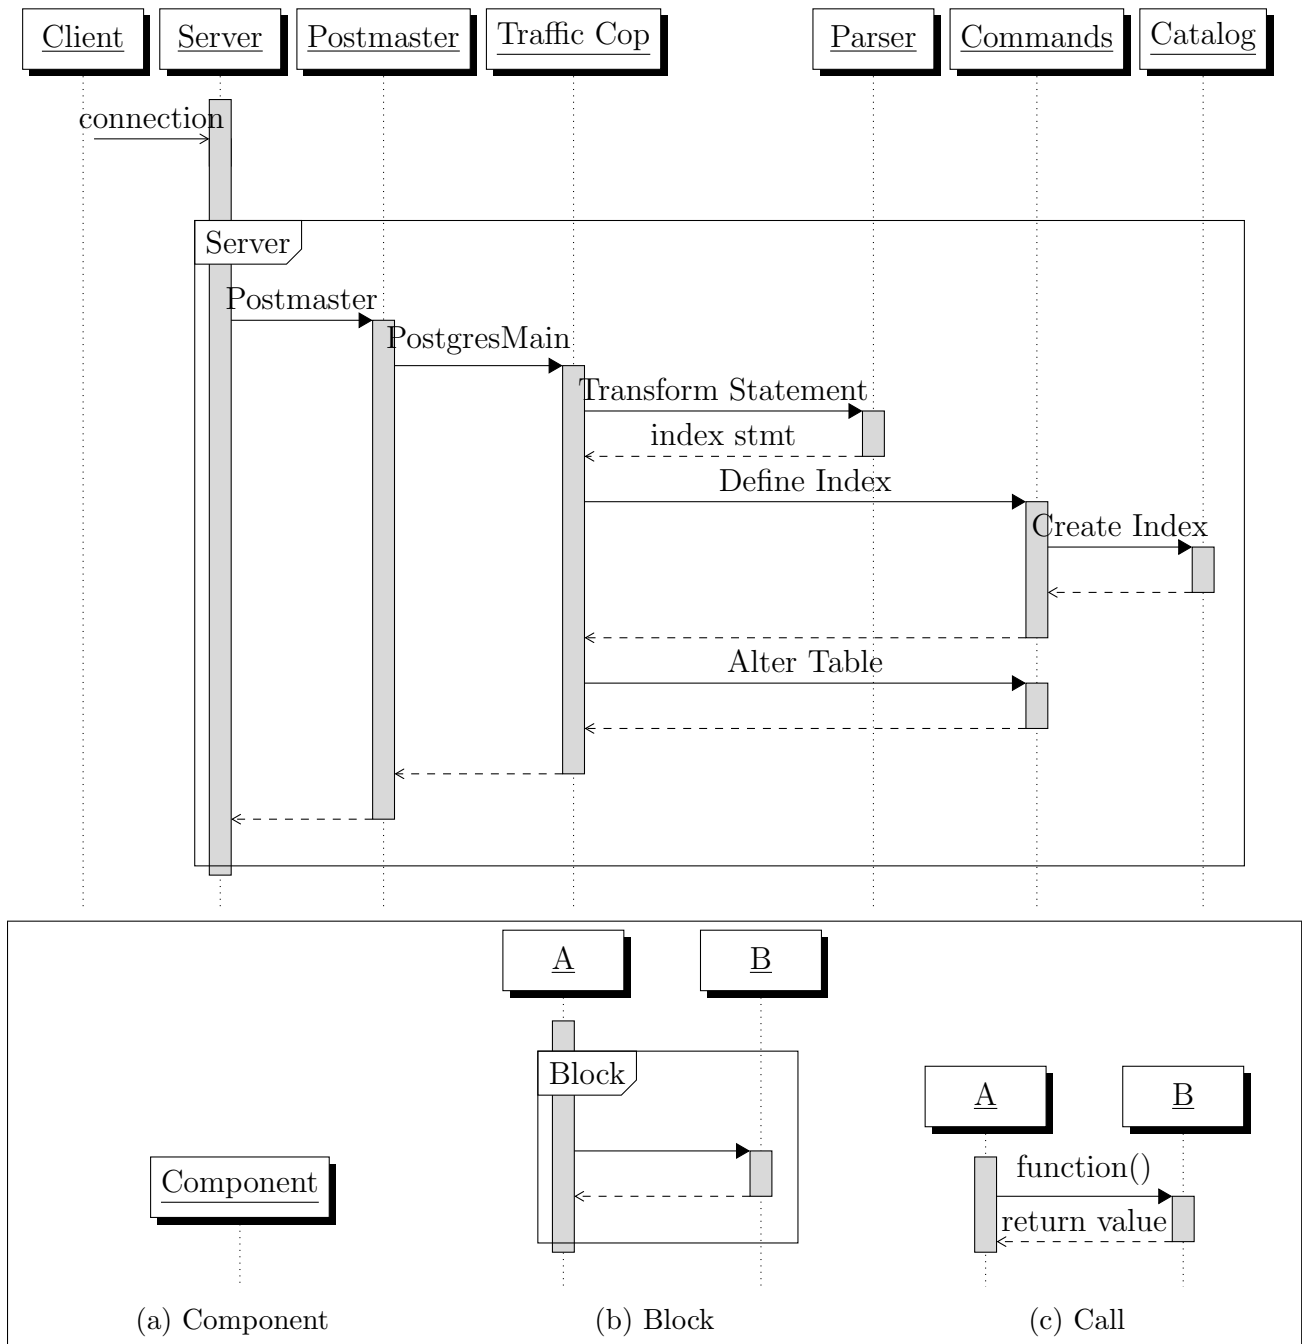 Client
Server
Postmaster
Traffic Cop
Parser
Commands
Catalog
connection
Server
Postmaster
PostgresMain
Transform Statement
index stmt
Define Index
Create Index
Alter Table
A
B
Block
A
B
function()
return value
Component
(a) Component
(b) Block
(c) Call